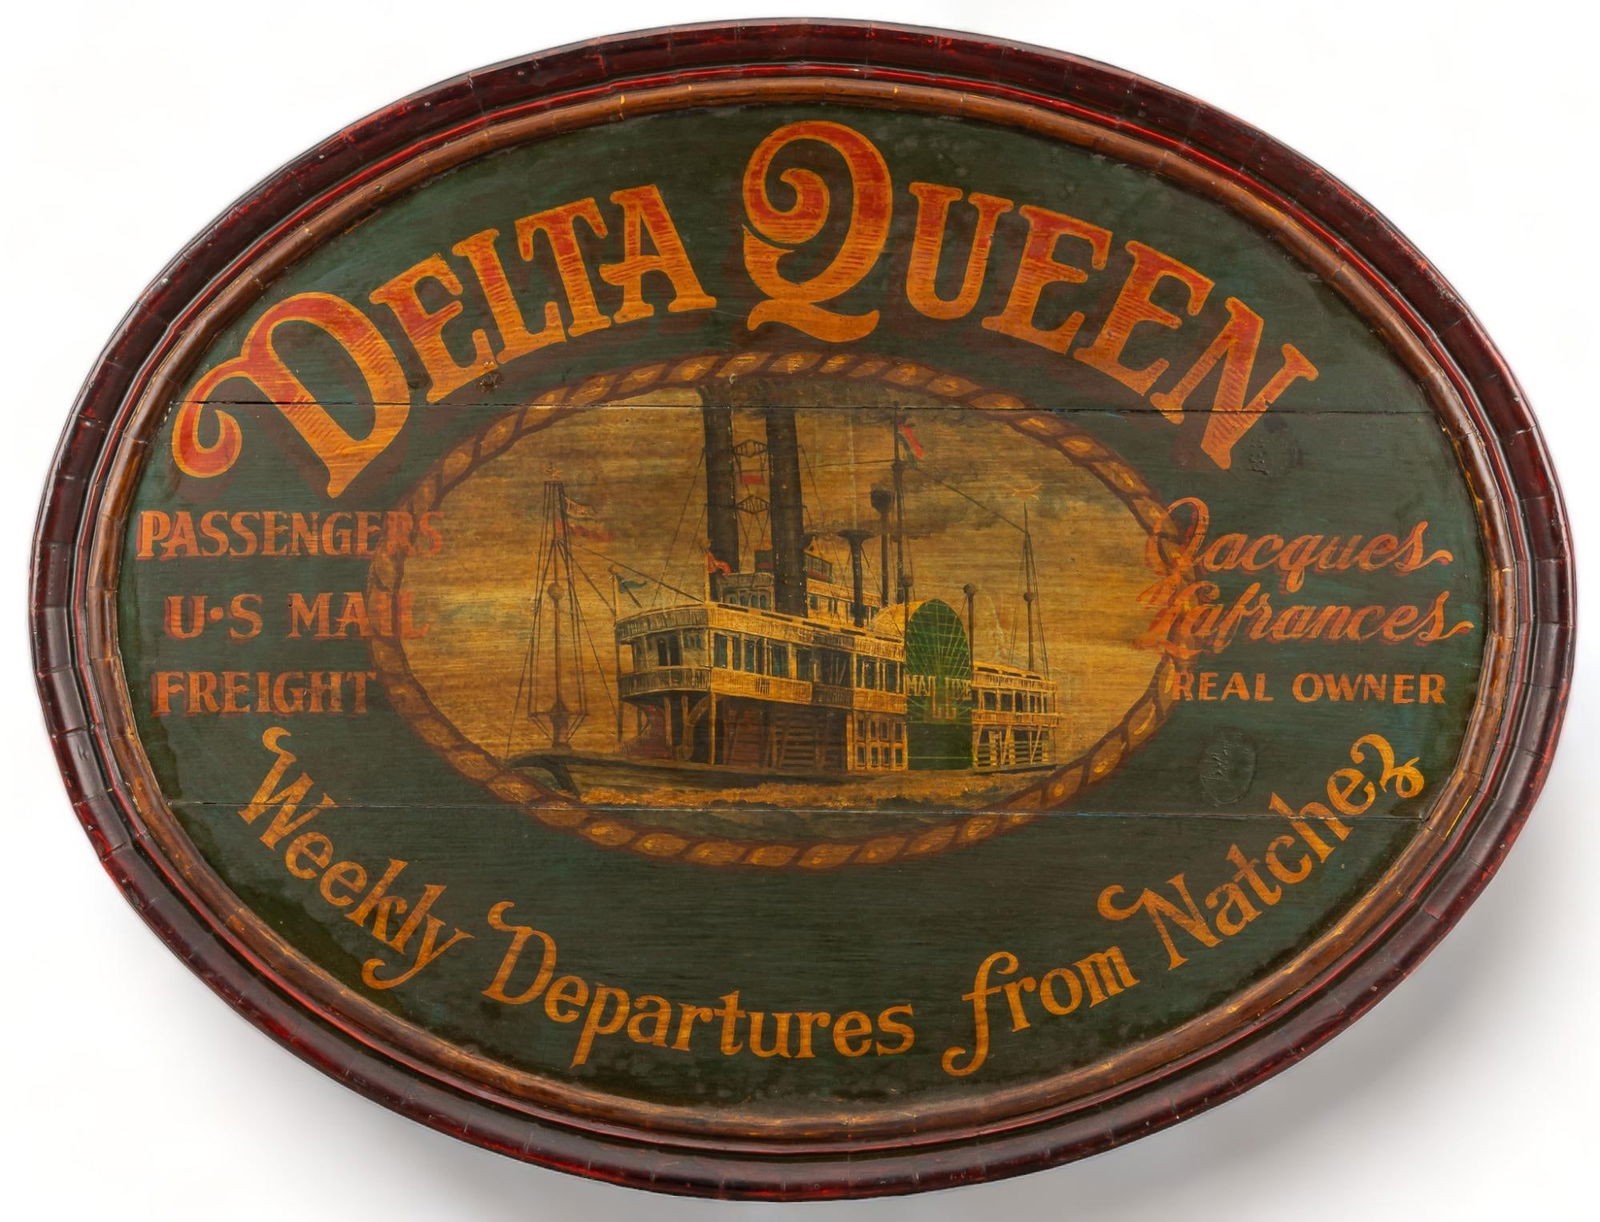 DELTA QUEEN
PASSENGERS
U·S MAIL
FREIGHT
Jacques
Lafrances
REAL OWNER
Weekly Departures from Natchez